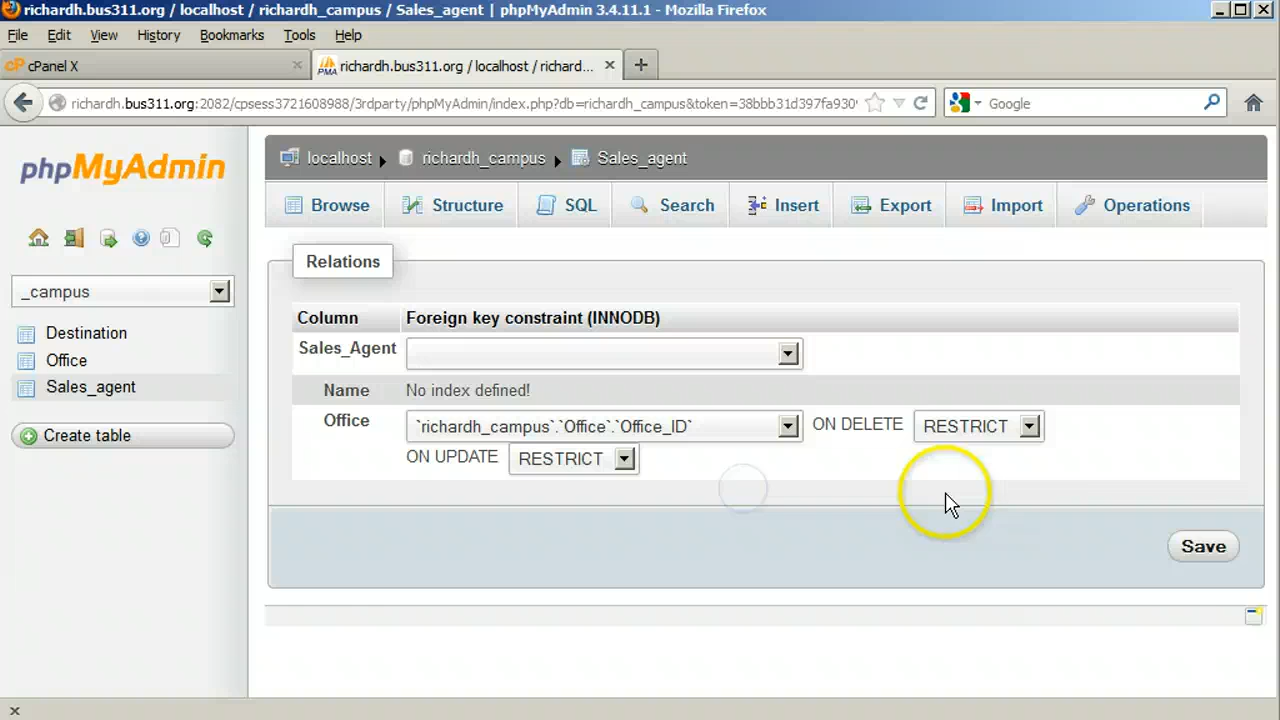 richardh.bus311.org / localhost / richardh_campus / Sales_agent | phpMyAdmin 3.4.11.1 - Mozilla Firefox
File Edit View History Bookmarks Tools Help
cP cPanel X
PMA richardh.bus311.org / localhost / richard...
richardh.bus311.org:2082/cpsess3721608983/3rdparty/phpMyAdmin/index.php?db=richardh_campus&token=38bbb31d397fa9309 Google
phpMyAdmin
localhost richardh_campus Sales_agent
Browse Structure SQL Search Insert Export Import Operations
_campus
Destination
Office
Sales_agent
Create table
Relations
Column Foreign key constraint (INNODB)
Sales_Agent
Name No index defined!
Office `richardh_campus`.`Office`.`Office_ID` ON DELETE RESTRICT
ON UPDATE RESTRICT
Save
x